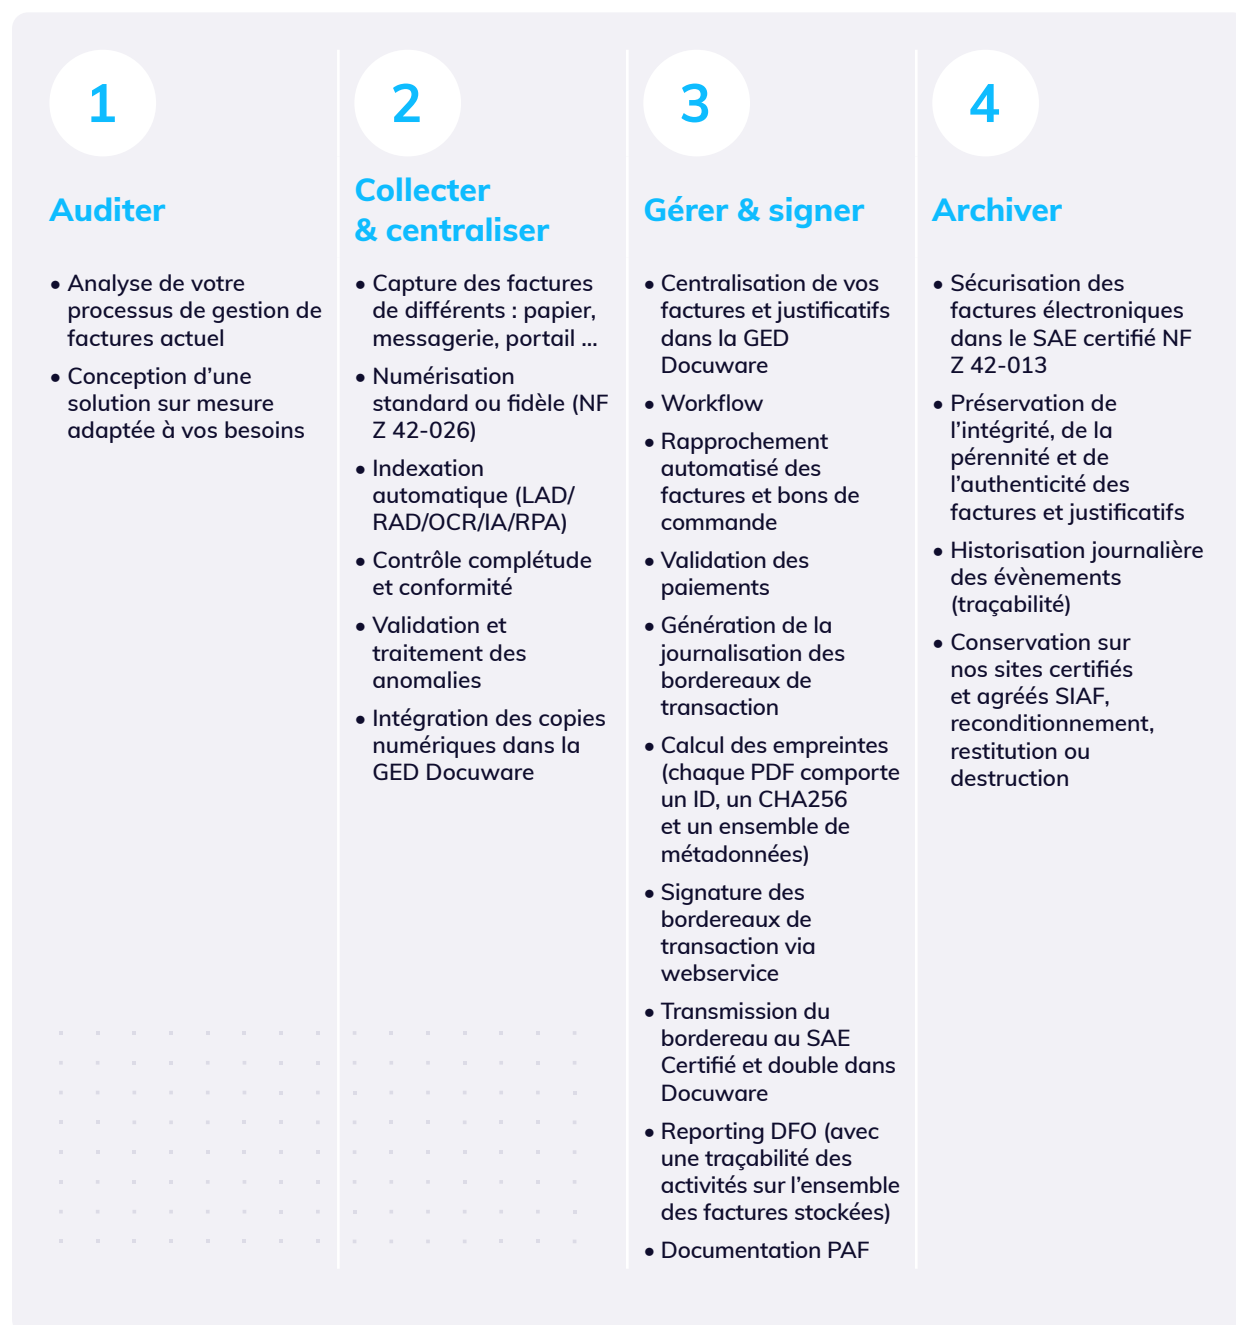 1
Auditer
• Analyse de votre
processus de gestion de
factures actuel
• Conception d’une
solution sur mesure
adaptée à vos besoins
2
Collecter
& centraliser
• Capture des factures
de différents : papier,
messagerie, portail ...
• Numérisation
standard ou fidèle (NF
Z 42-026)
• Indexation
automatique (LAD/
RAD/OCR/IA/RPA)
• Contrôle complétude
et conformité
• Validation et
traitement des
anomalies
• Intégration des copies
numériques dans la
GED Docuware
3
Gérer & signer
• Centralisation de vos
factures et justificatifs
dans la GED
Docuware
• Workflow
• Rapprochement
automatisé des
factures et bons de
commande
• Validation des
paiements
• Génération de la
journalisation des
bordereaux de
transaction
• Calcul des empreintes
(chaque PDF comporte
un ID, un CHA256
et un ensemble de
métadonnées)
• Signature des
bordereaux de
transaction via
webservice
• Transmission du
bordereau au SAE
Certifié et double dans
Docuware
• Reporting DFO (avec
une traçabilité des
activités sur l’ensemble
des factures stockées)
• Documentation PAF
4
Archiver
• Sécurisation des
factures électroniques
dans le SAE certifié NF
Z 42-013
• Préservation de
l’intégrité, de la
pérennité et de
l’authenticité des
factures et justificatifs
• Historisation journalière
des évènements
(traçabilité)
• Conservation sur
nos sites certifiés
et agréés SIAF,
reconditionnement,
restitution ou
destruction